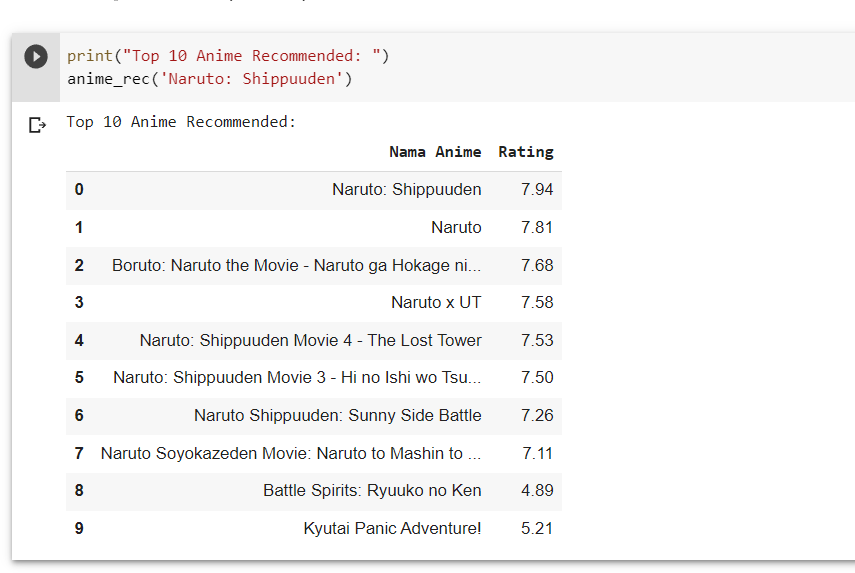 print("Top 10 Anime Recommended: ")
anime_rec('Naruto: Shippuuden')
Top 10 Anime Recommended:
Nama Anime Rating
0 Naruto: Shippuuden 7.94
1 Naruto 7.81
2 Boruto: Naruto the Movie - Naruto ga Hokage ni... 7.68
3 Naruto x UT 7.58
4 Naruto: Shippuuden Movie 4 - The Lost Tower 7.53
5 Naruto: Shippuuden Movie 3 - Hi no Ishi wo Tsu... 7.50
6 Naruto Shippuuden: Sunny Side Battle 7.26
7 Naruto Soyokazeden Movie: Naruto to Mashin to ... 7.11
8 Battle Spirits: Ryuuko no Ken 4.89
9 Kyutai Panic Adventure! 5.21